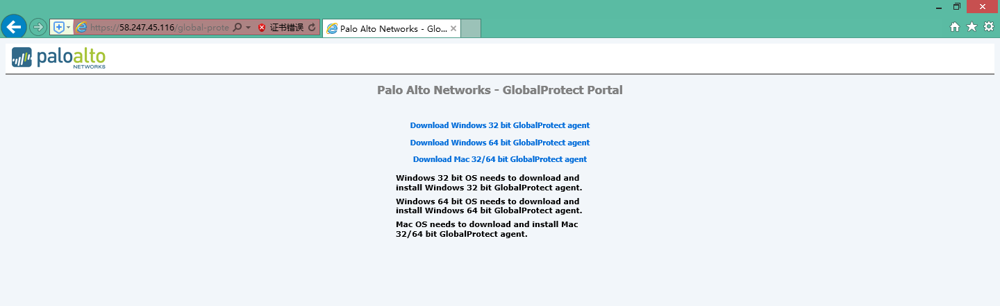 https://58.247.45.116/global-prote
证书错误
Palo Alto Networks - Glo...
paloalto
NETWORKS
Palo Alto Networks - GlobalProtect Portal
Download Windows 32 bit GlobalProtect agent
Download Windows 64 bit GlobalProtect agent
Download Mac 32/64 bit GlobalProtect agent
Windows 32 bit OS needs to download and
install Windows 32 bit GlobalProtect agent.
Windows 64 bit OS needs to download and
install Windows 64 bit GlobalProtect agent.
Mac OS needs to download and install Mac
32/64 bit GlobalProtect agent.